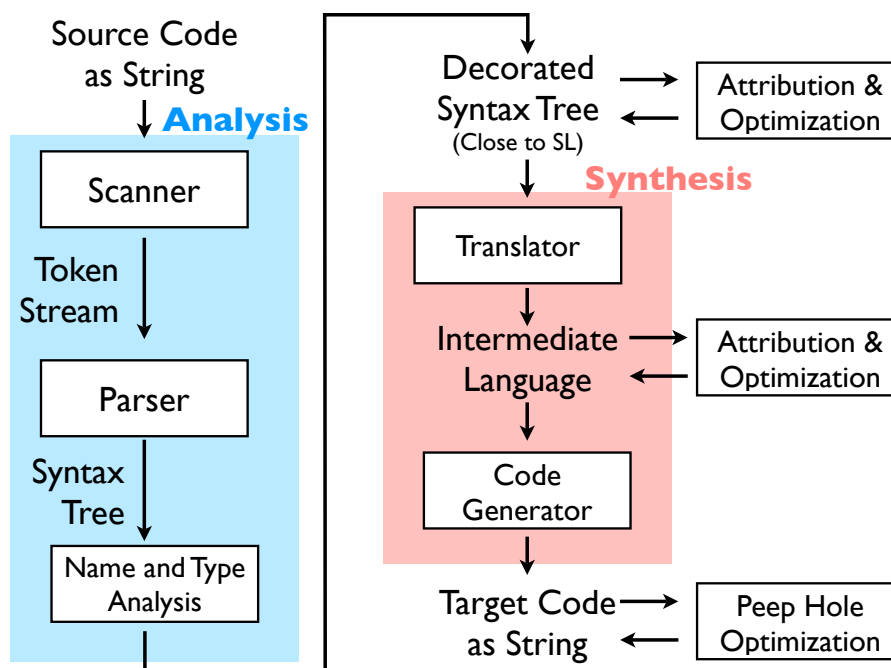 Source Code
as String
Analysis
Scanner
Token
Stream
Parser
Syntax
Tree
Name and Type
Analysis
Decorated
Syntax Tree
(Close to SL)
Attribution &
Optimization
Synthesis
Translator
Intermediate
Language
Attribution &
Optimization
Code
Generator
Target Code
as String
Peep Hole
Optimization